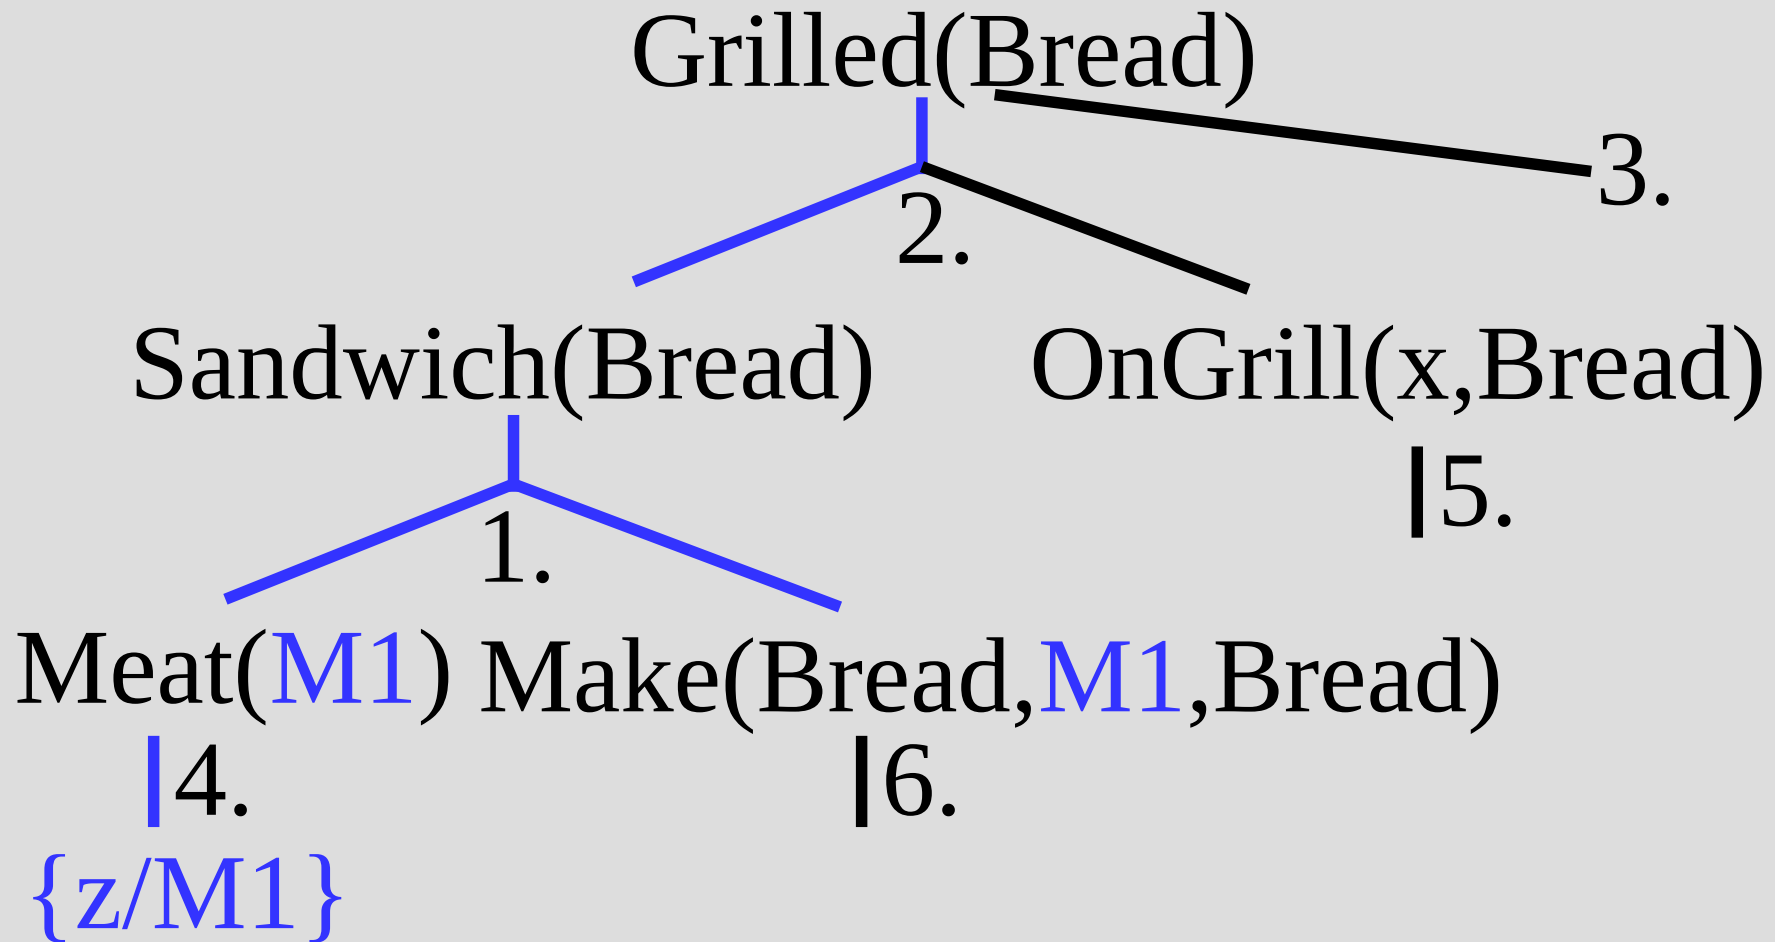 Grilled(Bread)
3.
2.
Sandwich(Bread) OnGrill(x,Bread)
5.
1.
Meat(M1) Make(Bread,M1,Bread)
4. 6.
{z/M1}